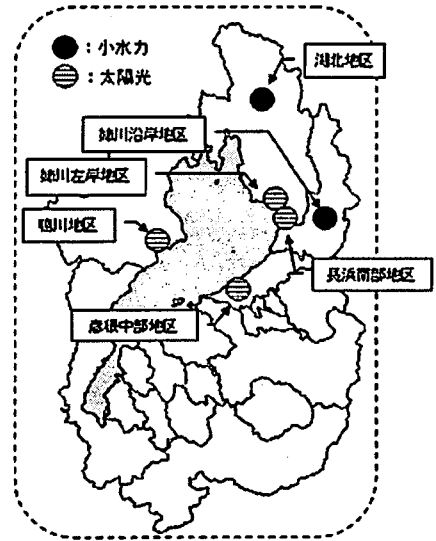 ：小水力
：太陽光
湖北地区
姉川沿岸地区
姉川左岸地区
鴨川地区
長浜南部地区
彦根中部地区